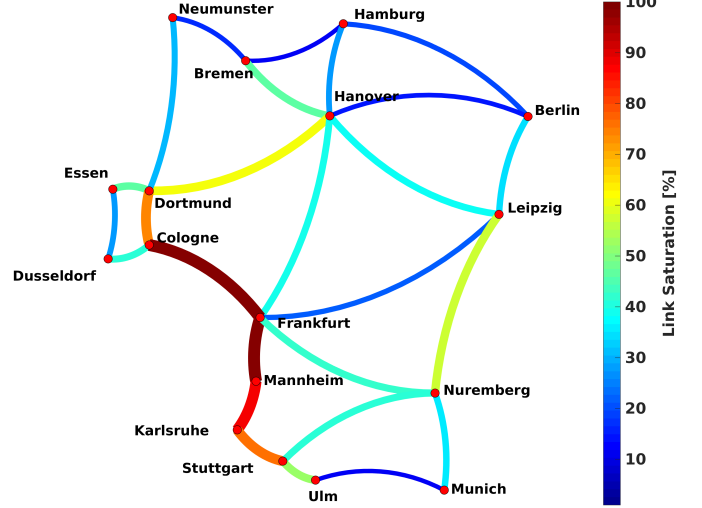 Neumunster
Hamburg
Bremen
Hanover
Berlin
Essen
Dortmund
Leipzig
Cologne
Dusseldorf
Frankfurt
Mannheim
Nuremberg
Karlsruhe
Stuttgart
Ulm
Munich
100
90
80
70
60
50
40
30
20
10
Link Saturation [%]